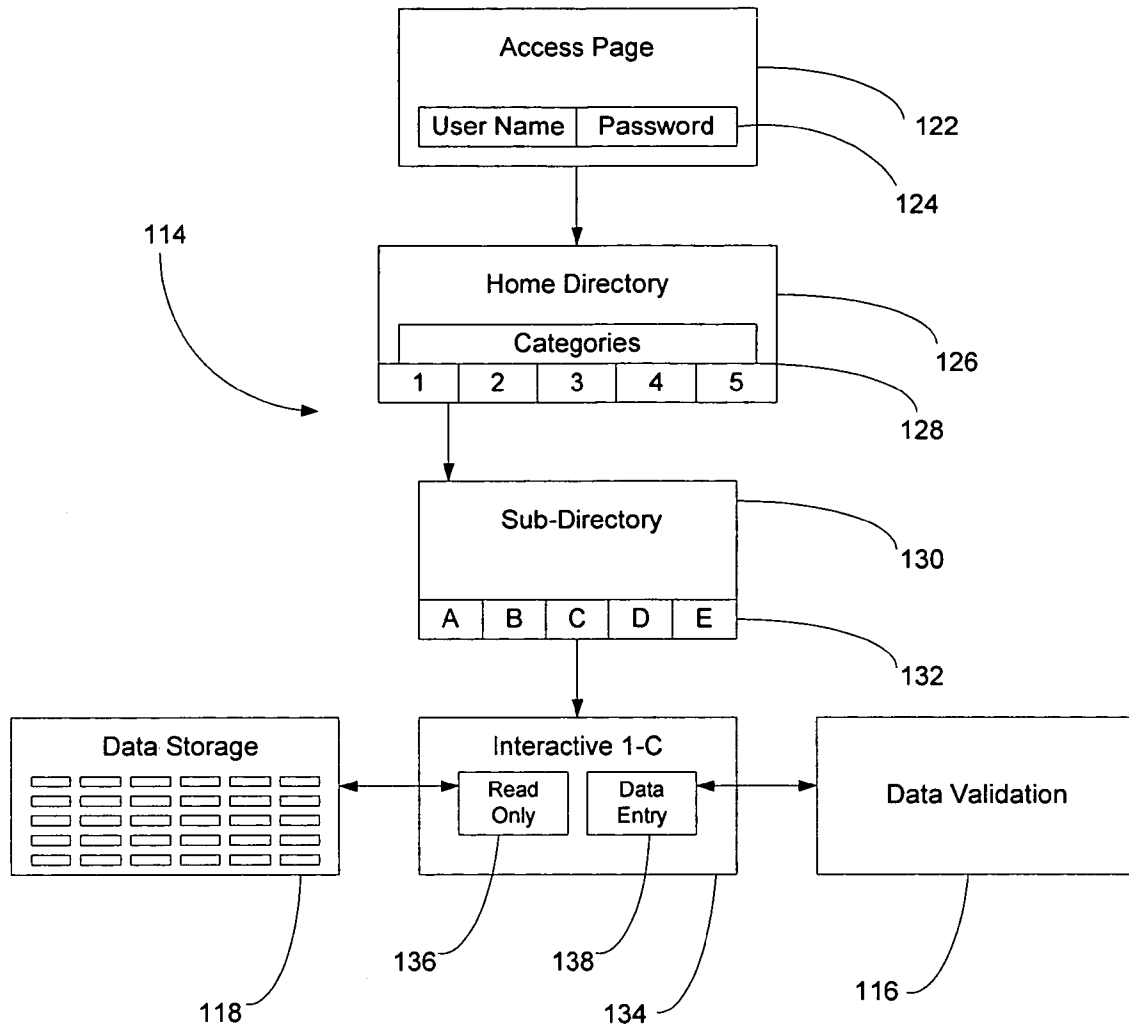 Access Page
User Name Password
122
124
114
Home Directory
Categories
1 2 3 4 5
126
128
Sub-Directory
A B C D E
130
132
Data Storage
Interactive 1-C
Read Only
Data Entry
Data Validation
136
138
118
134
116